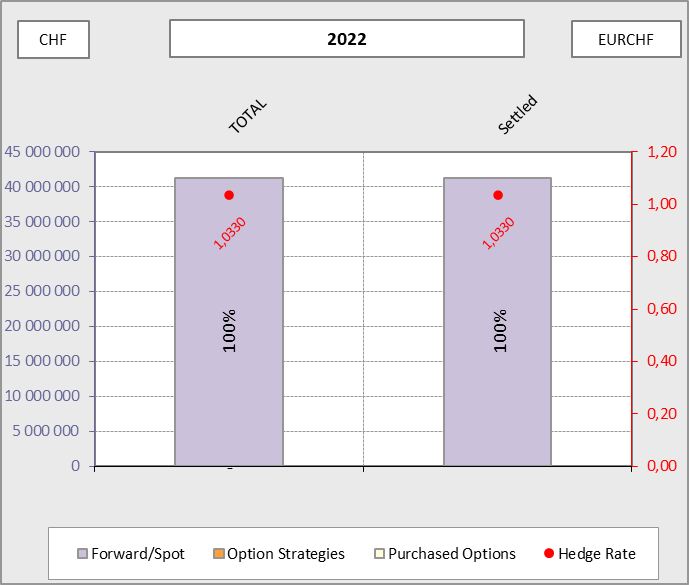 CHF
2022
EURCHF
TOTAL
Settled
45 000 000
40 000 000
35 000 000
30 000 000
25 000 000
20 000 000
15 000 000
10 000 000
5 000 000
0
1,20
1,00
0,80
0,60
0,40
0,20
0,00
1,0330
1,0330
100%
100%
-
Forward/Spot
Option Strategies
Purchased Options
Hedge Rate